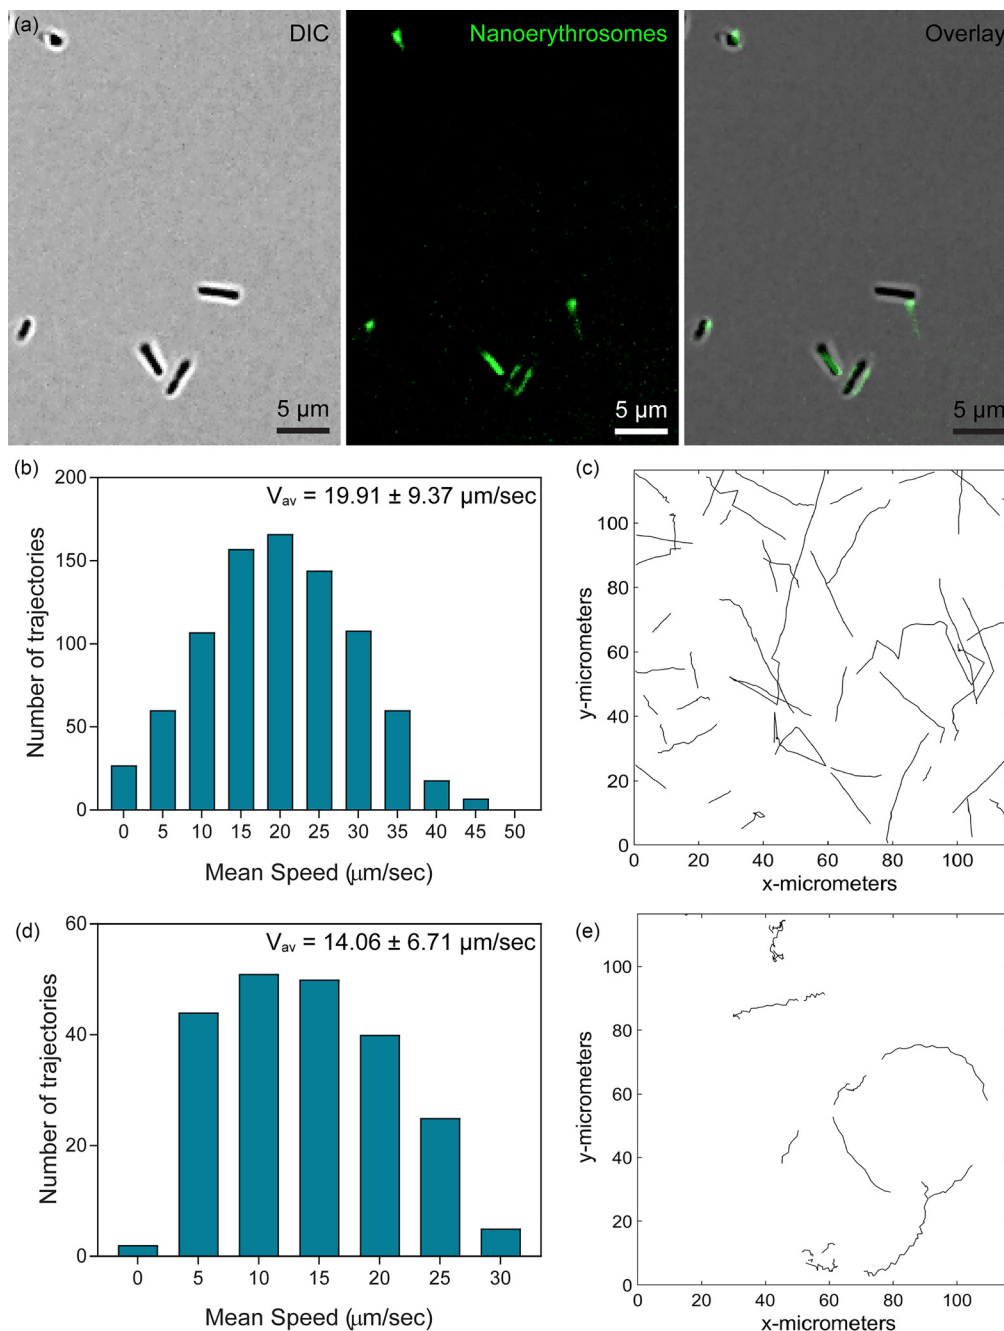 (a) DIC Nanoerythrosomes Overlay
5 µm 5 µm 5 µm
(b)
V_av = 19.91 ± 9.37 µm/sec
Number of trajectories
200
150
100
50
0
0 5 10 15 20 25 30 35 40 45 50
Mean Speed (µm/sec)
(c)
y-micrometers
100
80
60
40
20
0
0 20 40 60 80 100
x-micrometers
(d)
V_av = 14.06 ± 6.71 µm/sec
Number of trajectories
60
40
20
0
0 5 10 15 20 25 30
Mean Speed (µm/sec)
(e)
y-micrometers
100
80
60
40
20
0
0 20 40 60 80 100
x-micrometers